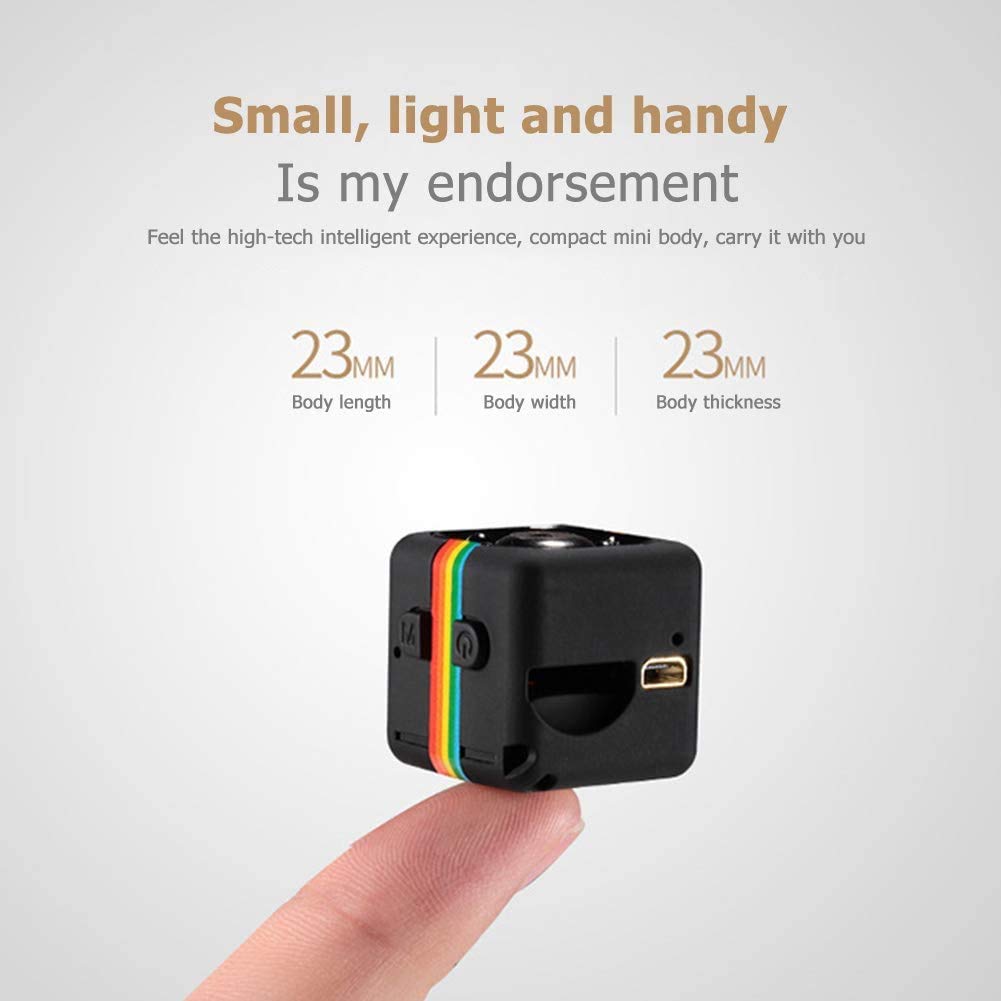 Small, light and handy
Is my endorsement
Feel the high-tech intelligent experience, compact mini body, carry it with you
23MM 23MM 23MM
Body length Body width Body thickness
M